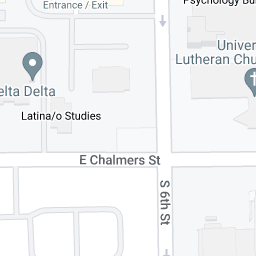 Entrance / Exit
Psychology Bu
Univer
Lutheran Chu
elta Delta
Latina/o Studies
E Chalmers St
S 6th St